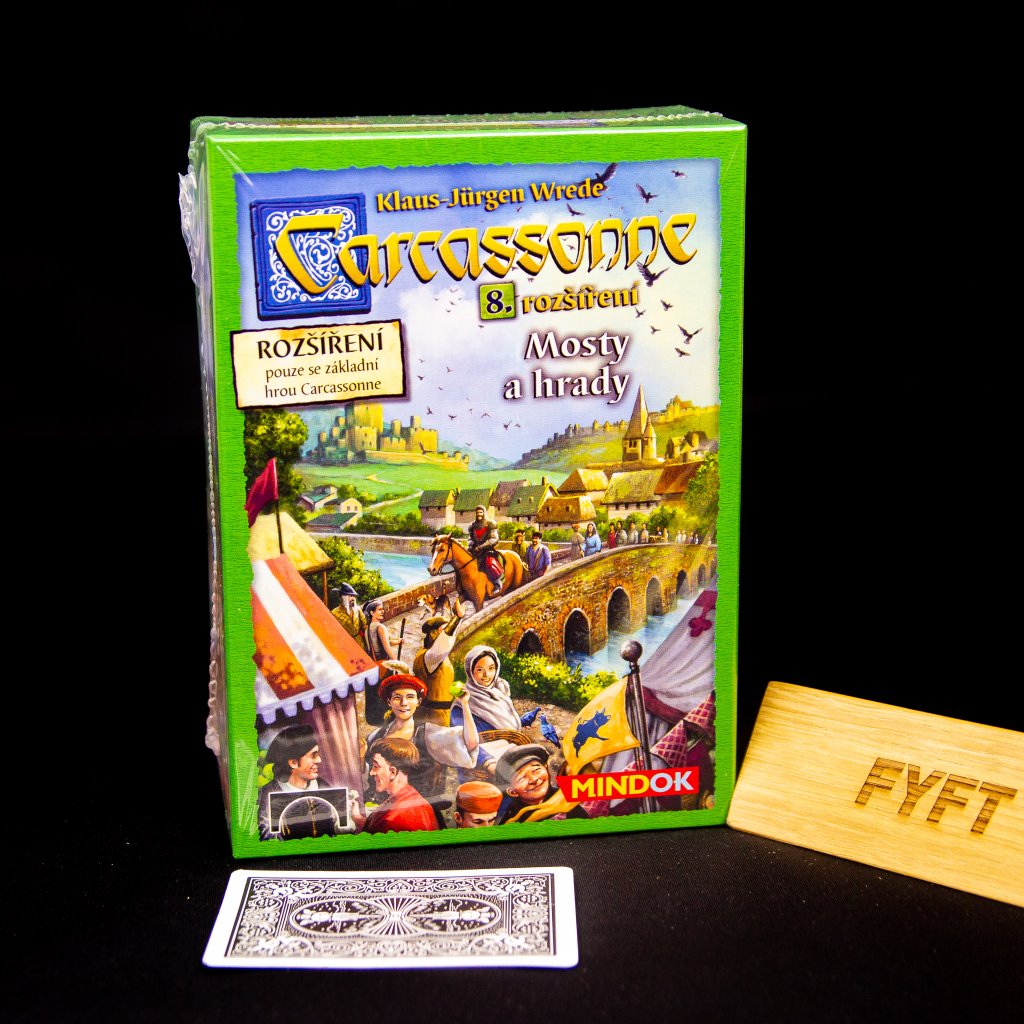 Klaus-Jürgen Wrede
Carcassonne
8. rozšíření
ROZŠÍŘENÍ
pouze se základní
hrou Carcassonne
Mosty
a hrady
MINDOK
FYFT